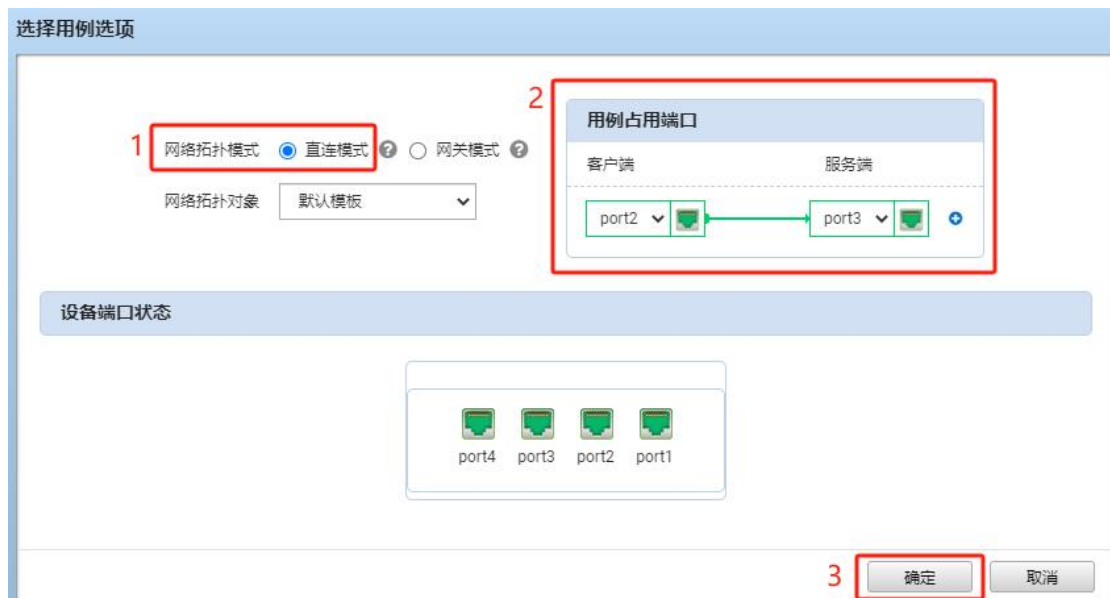 选择用例选项
1 网络拓扑模式 直连模式 ? 网关模式 ?
网络拓扑对象 默认模板
2
用例占用端口
客户端 服务端
port2 port3
设备端口状态
port4 port3 port2 port1
3 确定 取消